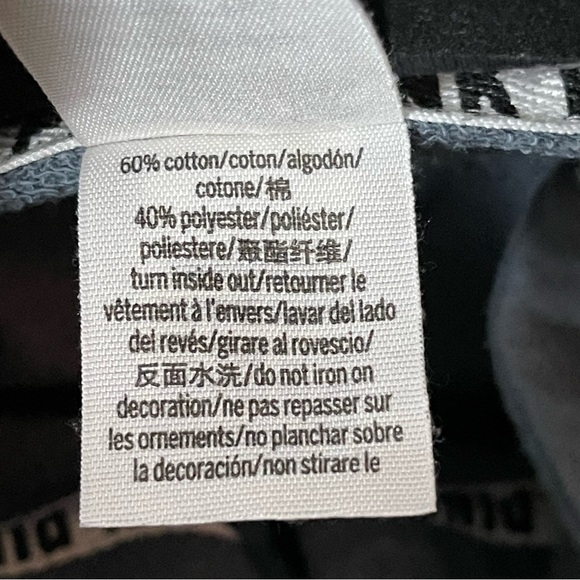 60% cotton/coton/algodón/
cotone/棉
40% polyester/poliéster/
poliestere/聚酯纤维/
turn inside out/retourner le
vêtement à l'envers/lavar del lado
del revés/girare al rovescio/
反面水洗/do not iron on
decoration/ne pas repasser sur
les ornements/no planchar sobre
la decoración/non stirare le